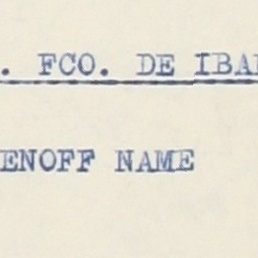 . FCO. DE IBA
ENOFF NAME